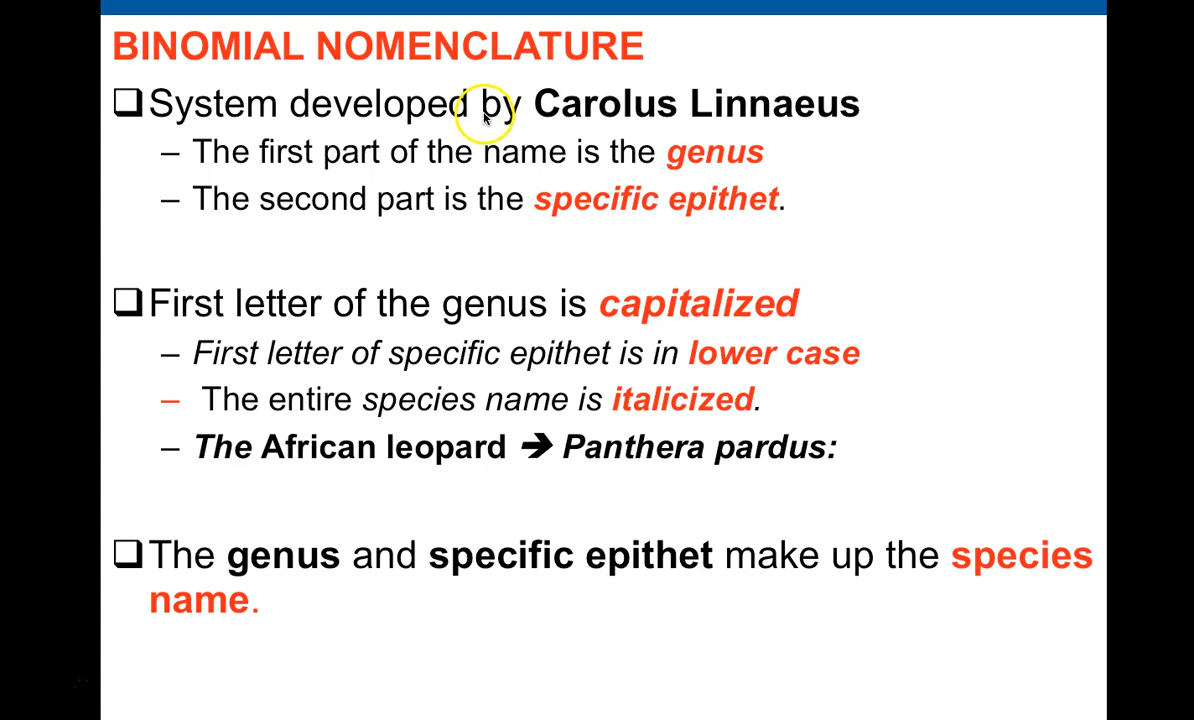 BINOMIAL NOMENCLATURE
❑System developed by Carolus Linnaeus
– The first part of the name is the genus
– The second part is the specific epithet.
❑First letter of the genus is capitalized
– First letter of specific epithet is in lower case
– The entire species name is italicized.
– The African leopard ➔ Panthera pardus:
❑The genus and specific epithet make up the species
name.